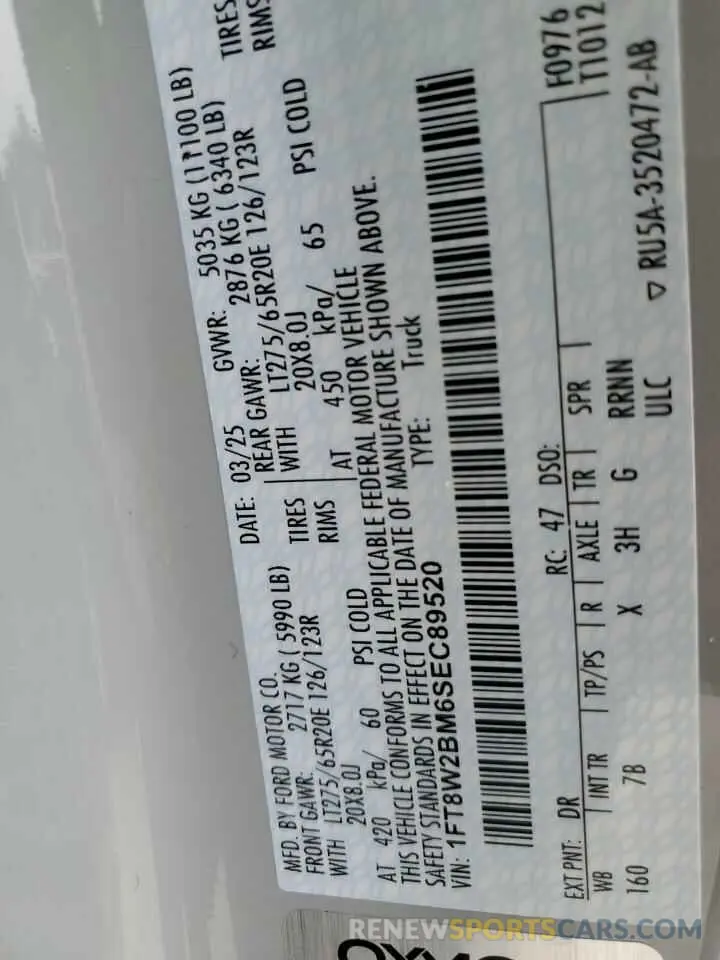 MFD. BY FORD MOTOR CO.
DATE: 03/25 GVWR: 5035 KG (11100 LB)
FRONT GAWR: 2717 KG ( 5990 LB) REAR GAWR: 2876 KG ( 6340 LB)
WITH LT275/65R20E 126/123R TIRES WITH LT275/65R20E 126/123R TIRES
20X8.0J RIMS 20X8.0J RIMS
AT 420 kPa/ 60 PSI COLD AT 450 kPa/ 65 PSI COLD
THIS VEHICLE CONFORMS TO ALL APPLICABLE FEDERAL MOTOR VEHICLE
SAFETY STANDARDS IN EFFECT ON THE DATE OF MANUFACTURE SHOWN ABOVE.
VIN: 1FT8W2BM6SEC89520 TYPE: Truck
F0976
T1012
EXT PNT: DR RC: 47 DSO:
WB INT TR TP/PS R AXLE TR SPR
160 7B X 3H G RRNN
ULC
▽ RU5A-3520472-AB
RENEWSPORTSCARS.COM